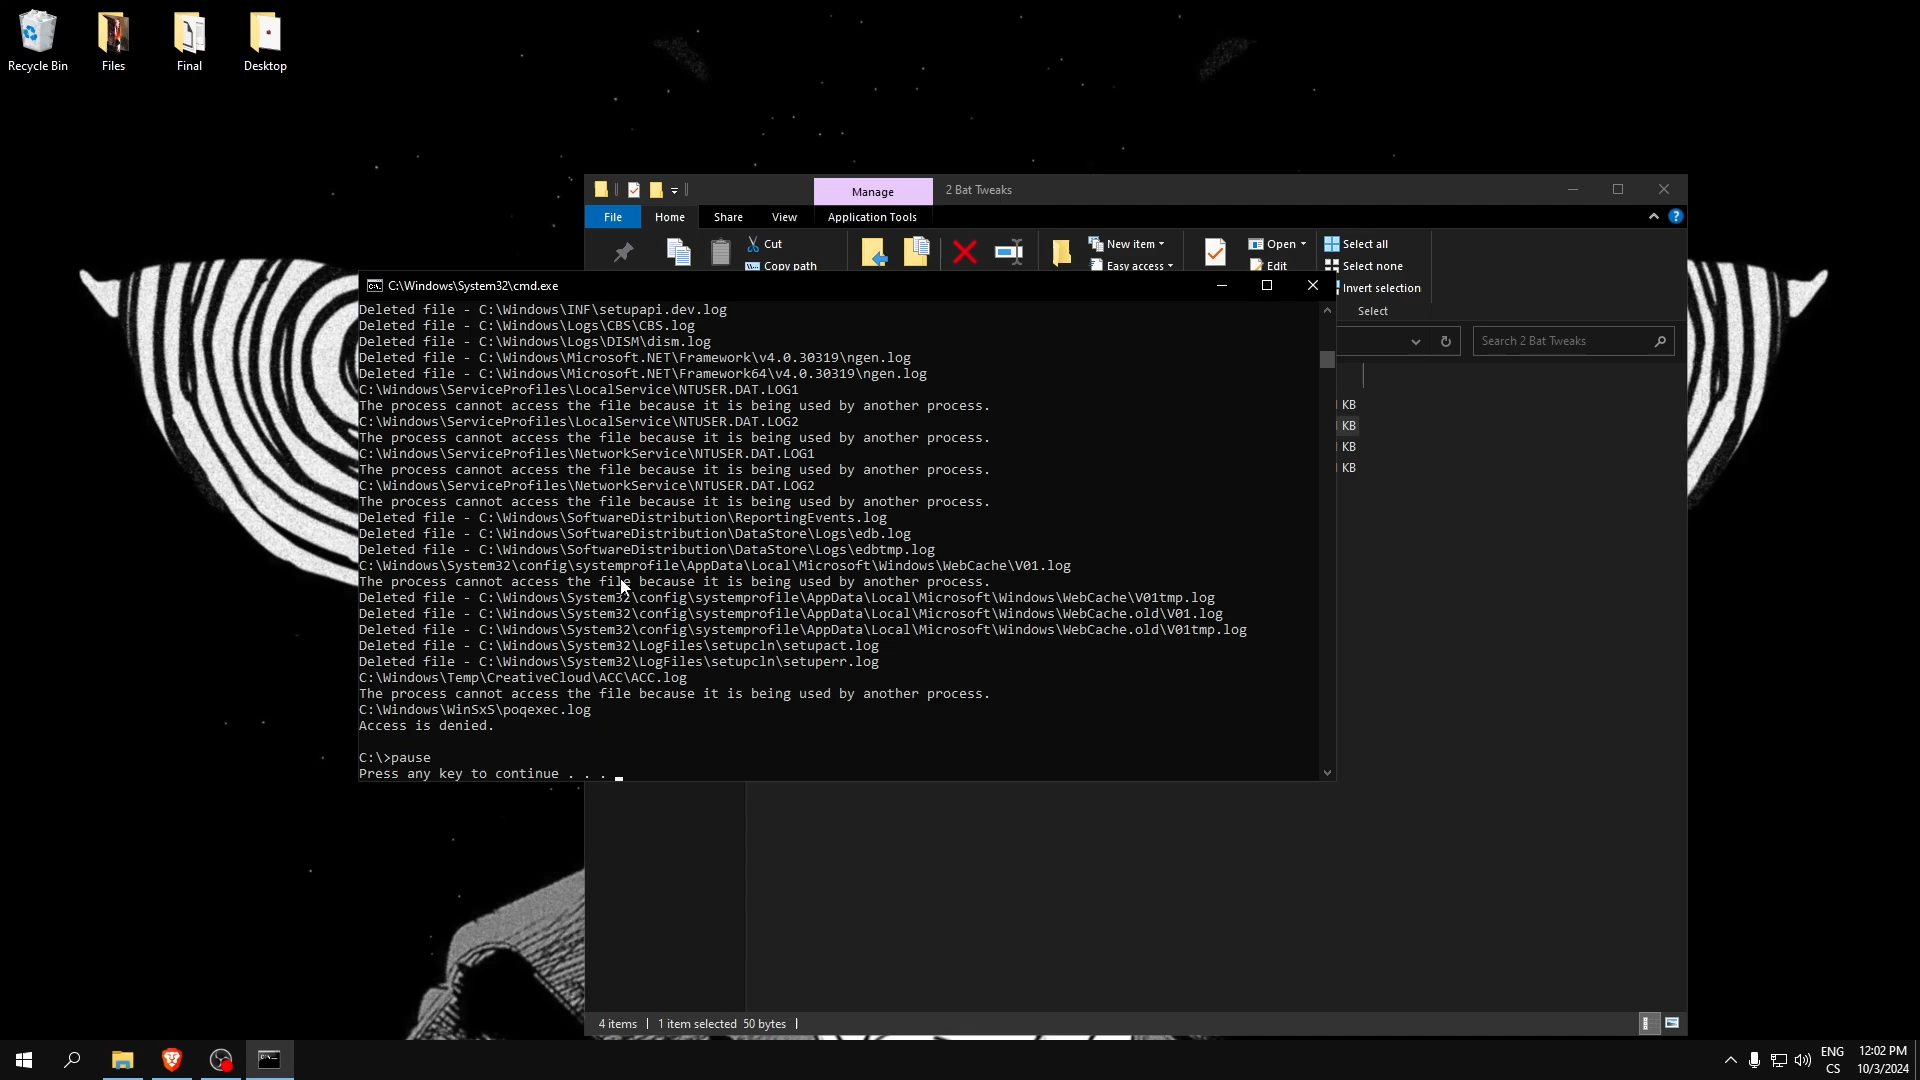 Recycle Bin
Files
Final
Desktop
Manage
2 Bat Tweaks
File
Home
Share
View
Application Tools
Cut
Copy path
New item
Easy access
Open
Edit
Select all
Select none
Invert selection
Select
Search 2 Bat Tweaks
KB
KB
KB
KB
C:\Windows\System32\cmd.exe
Deleted file - C:\Windows\INF\setupapi.dev.log
Deleted file - C:\Windows\Logs\CBS\CBS.log
Deleted file - C:\Windows\Logs\DISM\dism.log
Deleted file - C:\Windows\Microsoft.NET\Framework\v4.0.30319\ngen.log
Deleted file - C:\Windows\Microsoft.NET\Framework64\v4.0.30319\ngen.log
C:\Windows\ServiceProfiles\LocalService\NTUSER.DAT.LOG1
The process cannot access the file because it is being used by another process.
C:\Windows\ServiceProfiles\LocalService\NTUSER.DAT.LOG2
The process cannot access the file because it is being used by another process.
C:\Windows\ServiceProfiles\NetworkService\NTUSER.DAT.LOG1
The process cannot access the file because it is being used by another process.
C:\Windows\ServiceProfiles\NetworkService\NTUSER.DAT.LOG2
The process cannot access the file because it is being used by another process.
Deleted file - C:\Windows\SoftwareDistribution\ReportingEvents.log
Deleted file - C:\Windows\SoftwareDistribution\DataStore\Logs\edb.log
Deleted file - C:\Windows\SoftwareDistribution\DataStore\Logs\edbtmp.log
C:\Windows\System32\config\systemprofile\AppData\Local\Microsoft\Windows\WebCache\V01.log
The process cannot access the file because it is being used by another process.
Deleted file - C:\Windows\System32\config\systemprofile\AppData\Local\Microsoft\Windows\WebCache\V01tmp.log
Deleted file - C:\Windows\System32\config\systemprofile\AppData\Local\Microsoft\Windows\WebCache.old\V01.log
Deleted file - C:\Windows\System32\config\systemprofile\AppData\Local\Microsoft\Windows\WebCache.old\V01tmp.log
Deleted file - C:\Windows\System32\LogFiles\setupcln\setupact.log
Deleted file - C:\Windows\System32\LogFiles\setupcln\setuperr.log
C:\Windows\Temp\CreativeCloud\ACC\ACC.log
The process cannot access the file because it is being used by another process.
C:\Windows\WinSxS\poqexec.log
Access is denied.
C:\>pause
Press any key to continue . . .
4 items
1 item selected 50 bytes
ENG
CS
12:02 PM
10/3/2024